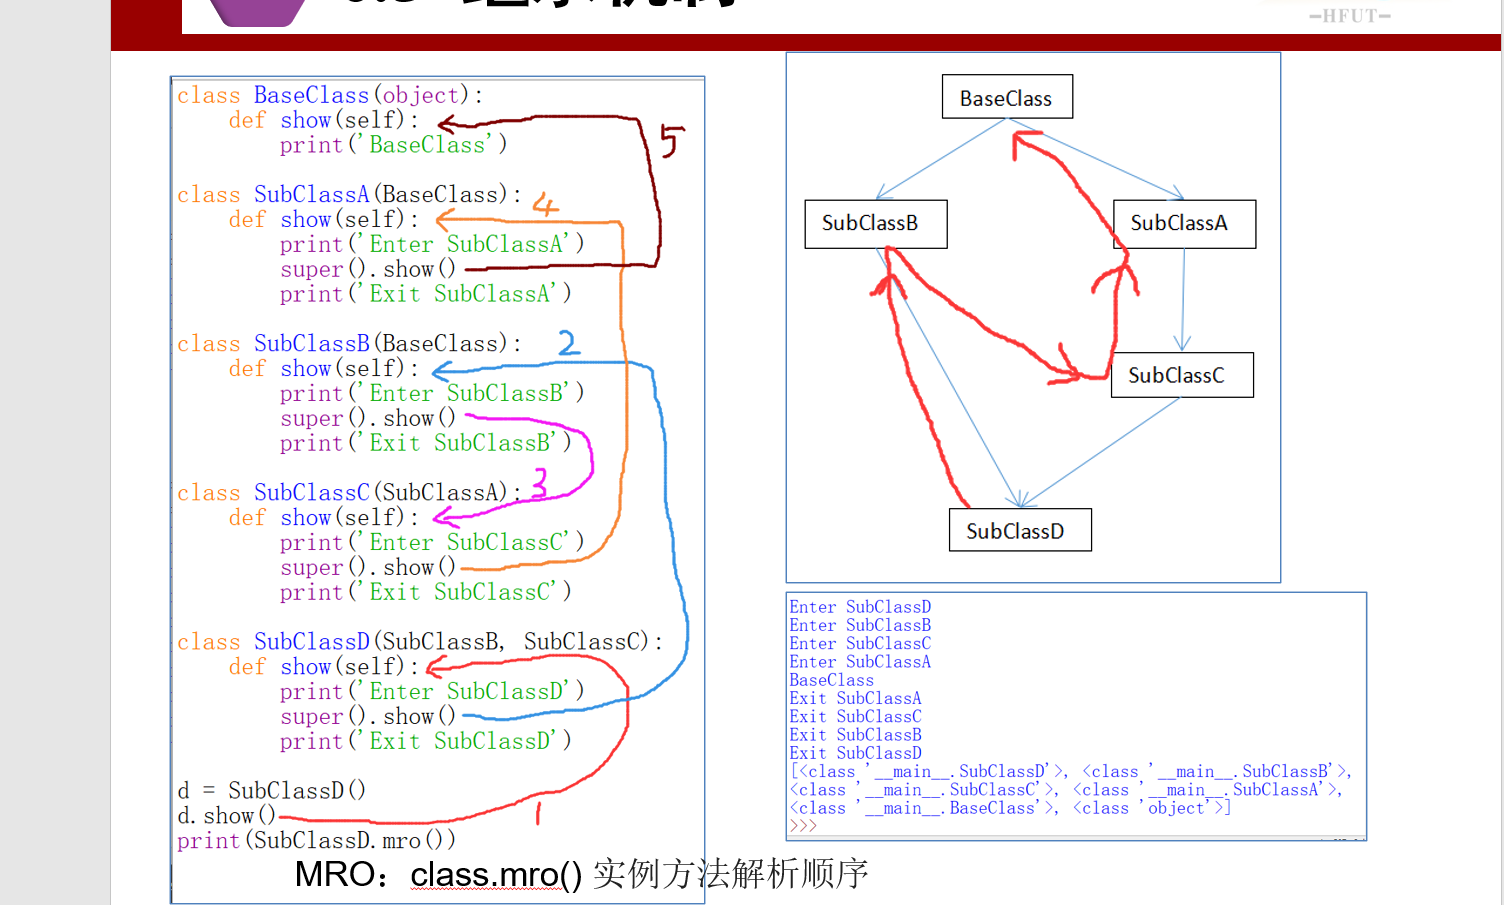 -HFUT-
class BaseClass(object):
    def show(self):
        print('BaseClass')
class SubClassA(BaseClass):
    def show(self):
        print('Enter SubClassA')
        super().show()
        print('Exit SubClassA')
class SubClassB(BaseClass):
    def show(self):
        print('Enter SubClassB')
        super().show()
        print('Exit SubClassB')
class SubClassC(SubClassA):
    def show(self):
        print('Enter SubClassC')
        super().show()
        print('Exit SubClassC')
class SubClassD(SubClassB, SubClassC):
    def show(self):
        print('Enter SubClassD')
        super().show()
        print('Exit SubClassD')
d = SubClassD()
d.show()
print(SubClassD.mro())
5
4
2
3
1
BaseClass
SubClassB
SubClassA
SubClassC
SubClassD
Enter SubClassD
Enter SubClassB
Enter SubClassC
Enter SubClassA
BaseClass
Exit SubClassA
Exit SubClassC
Exit SubClassB
Exit SubClassD
[<class '__main__.SubClassD'>, <class '__main__.SubClassB'>,
<class '__main__.SubClassC'>, <class '__main__.SubClassA'>,
<class '__main__.BaseClass'>, <class 'object'>]
>>>
MRO：class.mro() 实例方法解析顺序